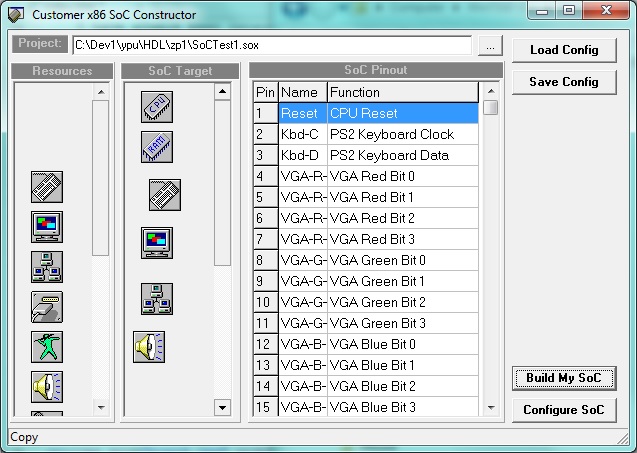 Customer x86 SoC Constructor
Project: C:\Dev1\vpu\HDL\zp1\SoCTest1.sox ... Load Config
Save Config
Resources SoC Target SoC Pinout
Pin Name Function
1 Reset CPU Reset
2 Kbd-C PS2 Keyboard Clock
3 Kbd-D PS2 Keyboard Data
4 VGA-R- VGA Red Bit 0
5 VGA-R- VGA Red Bit 1
6 VGA-R- VGA Red Bit 2
7 VGA-R- VGA Red Bit 3
8 VGA-G- VGA Green Bit 0
9 VGA-G- VGA Green Bit 1
10 VGA-G- VGA Green Bit 2
11 VGA-G- VGA Green Bit 3
12 VGA-B- VGA Blue Bit 0
13 VGA-B- VGA Blue Bit 1
14 VGA-B- VGA Blue Bit 2
15 VGA-B- VGA Blue Bit 3
CPU
RAM
Build My SoC
Configure SoC
Copy